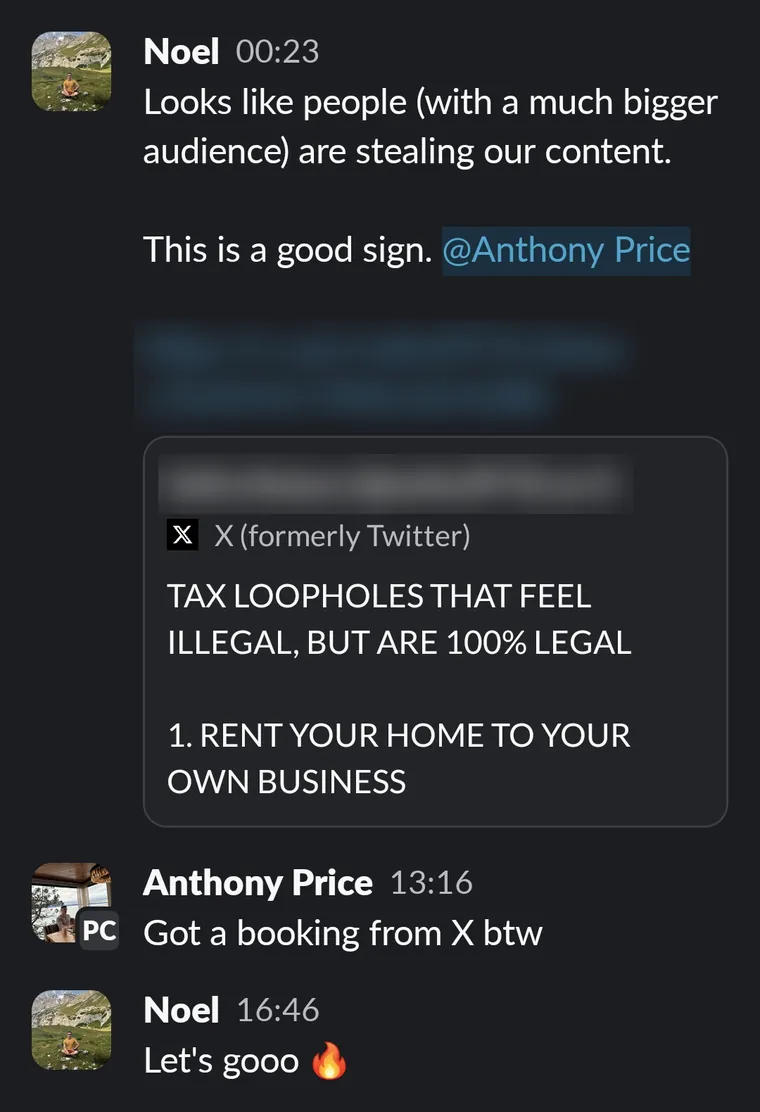 Noel 00:23
Looks like people (with a much bigger
audience) are stealing our content.
This is a good sign. @Anthony Price
X (formerly Twitter)
TAX LOOPHOLES THAT FEEL
ILLEGAL, BUT ARE 100% LEGAL
1. RENT YOUR HOME TO YOUR
OWN BUSINESS
Anthony Price 13:16
PC
Got a booking from X btw
Noel 16:46
Let's gooo 🔥